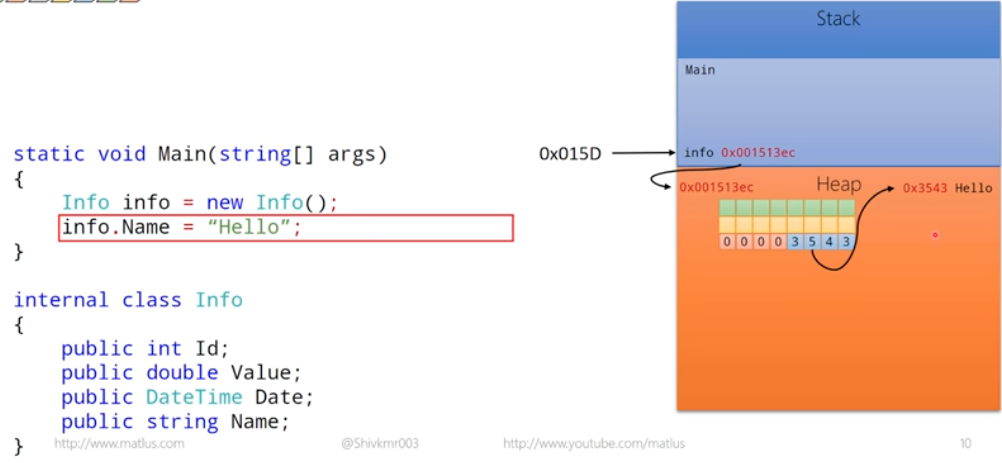 Stack
Main
static void Main(string[] args)
0x015D
info 0x001513ec
{
Info info = new Info();
0x001513ec
Heap
0x3543 Hello
info.Name = “Hello”;
0 0 0 0 3 5 4 3
}
internal class Info
{
public int Id;
public double Value;
public DateTime Date;
public string Name;
}
http://www.matlus.com
@Shivkmr003
http://www.youtube.com/matlus
10